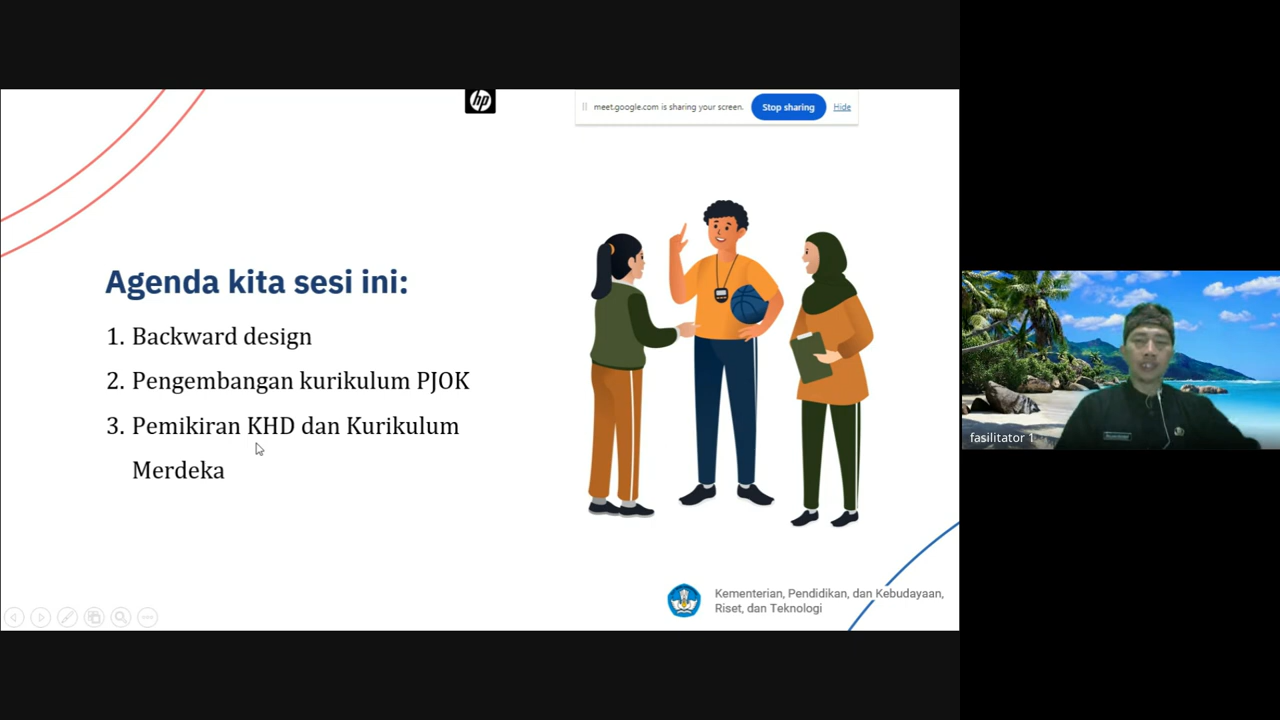 hp
meet.google.com is sharing your screen.
Stop sharing
Hide
Agenda kita sesi ini:
1. Backward design
2. Pengembangan kurikulum PJOK
3. Pemikiran KHD dan Kurikulum
Merdeka
fasilitator 1
Kementerian, Pendidikan, dan Kebudayaan,
Riset, dan Teknologi